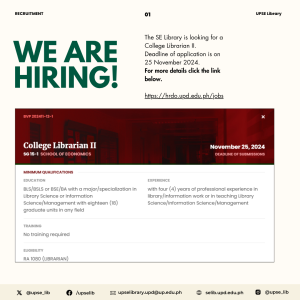 RECRUITMENT
01
UPSE Library
WE ARE
HIRING!
The SE Library is looking for a
College Librarian II.
Deadline of application is on
25 November 2024.
For more details click the link
below.
https://hrdo.upd.edu.ph/jobs
×
College Librarian II
SG 15-1 SCHOOL OF ECONOMICS
November 25, 2024
DEADLINE OF SUBMISSIONS
MINIMUM QUALIFICATIONS
EDUCATION
BLS/BSLS or BSE/BA with a major/specialization in
Library Science or Information
Science/Management with eighteen (18)
graduate units in any field
EXPERIENCE
with four (4) years of professional experience in
library/information work or in teaching Library
Science/Information Science/Management
TRAINING
No training required
ELIGIBILITY
RA 1080 (LIBRARIAN)
@upse_lib
/upselib
upselibrary.upd@up.edu.ph
selib.upd.edu.ph
@upse_lib